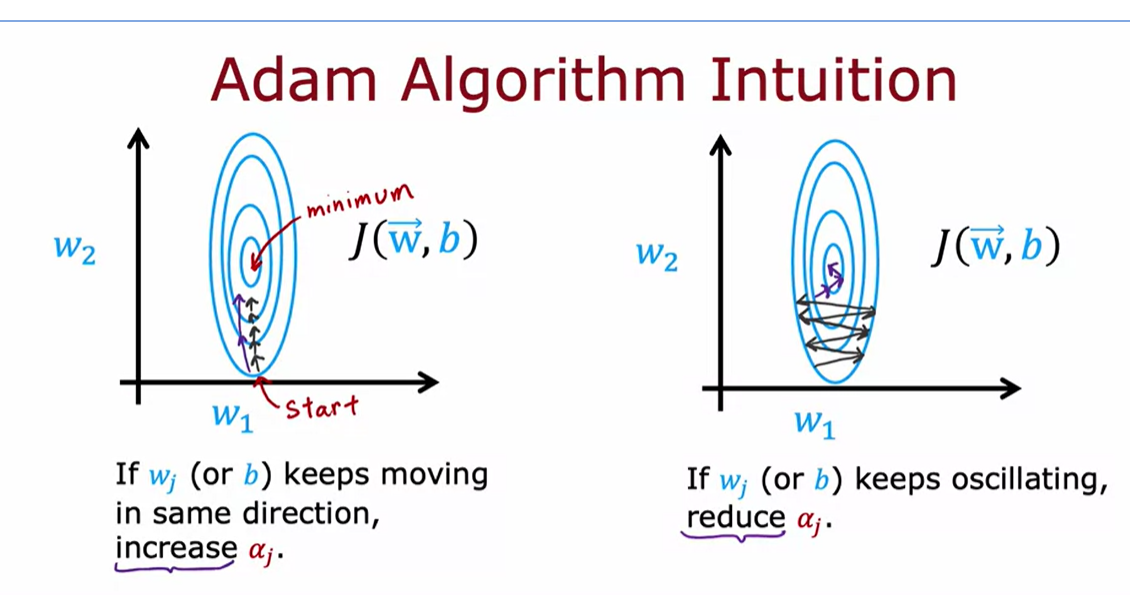 Adam Algorithm Intuition
minimum
J(w⃗, b)
w₂
start
w₁
If wⱼ (or b) keeps moving
in same direction,
increase αⱼ.
J(w⃗, b)
w₂
w₁
If wⱼ (or b) keeps oscillating,
reduce αⱼ.